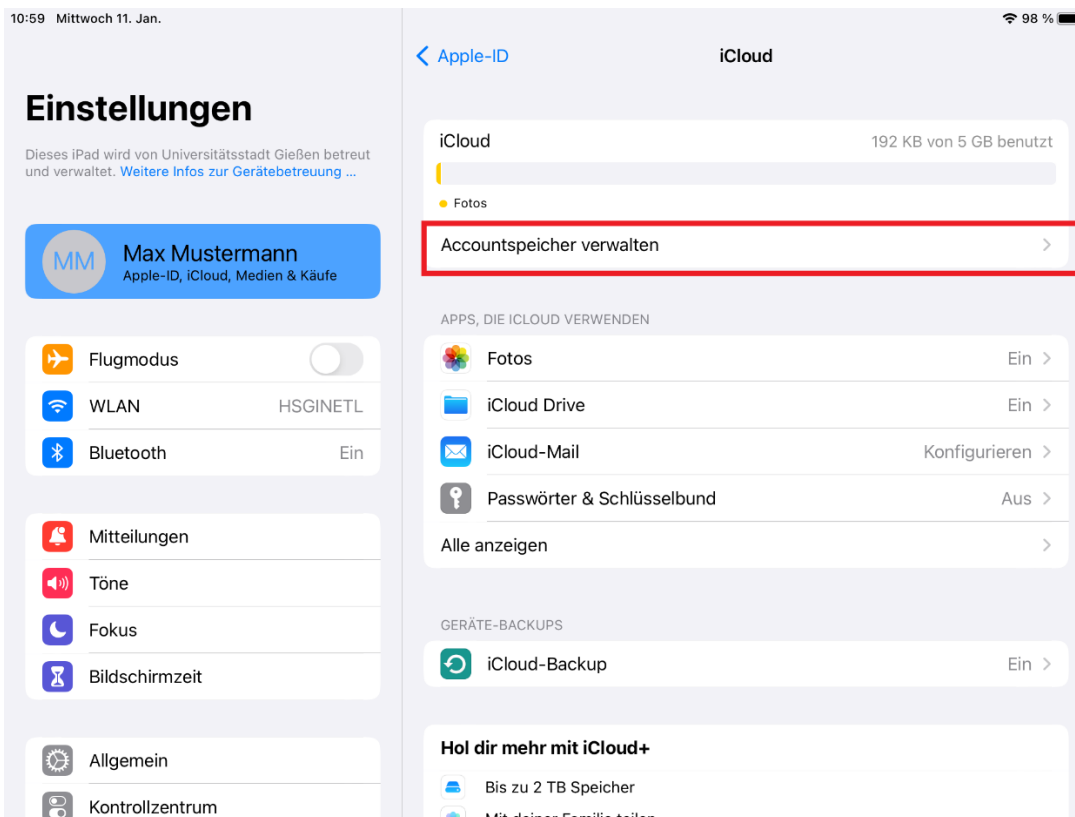 10:59 Mittwoch 11. Jan.
98 %
Einstellungen
Dieses iPad wird von Universitätsstadt Gießen betreut
und verwaltet. Weitere Infos zur Gerätebetreuung ...
MM
Max Mustermann
Apple-ID, iCloud, Medien & Käufe
Flugmodus
WLAN HSGINETL
Bluetooth Ein
Mitteilungen
Töne
Fokus
Bildschirmzeit
Allgemein
Kontrollzentrum
Apple-ID
iCloud
iCloud 192 KB von 5 GB benutzt
Fotos
Accountspeicher verwalten
APPS, DIE ICLOUD VERWENDEN
Fotos Ein
iCloud Drive Ein
iCloud-Mail Konfigurieren
Passwörter & Schlüsselbund Aus
Alle anzeigen
GERÄTE-BACKUPS
iCloud-Backup Ein
Hol dir mehr mit iCloud+
Bis zu 2 TB Speicher
Mit deiner Familie teilen